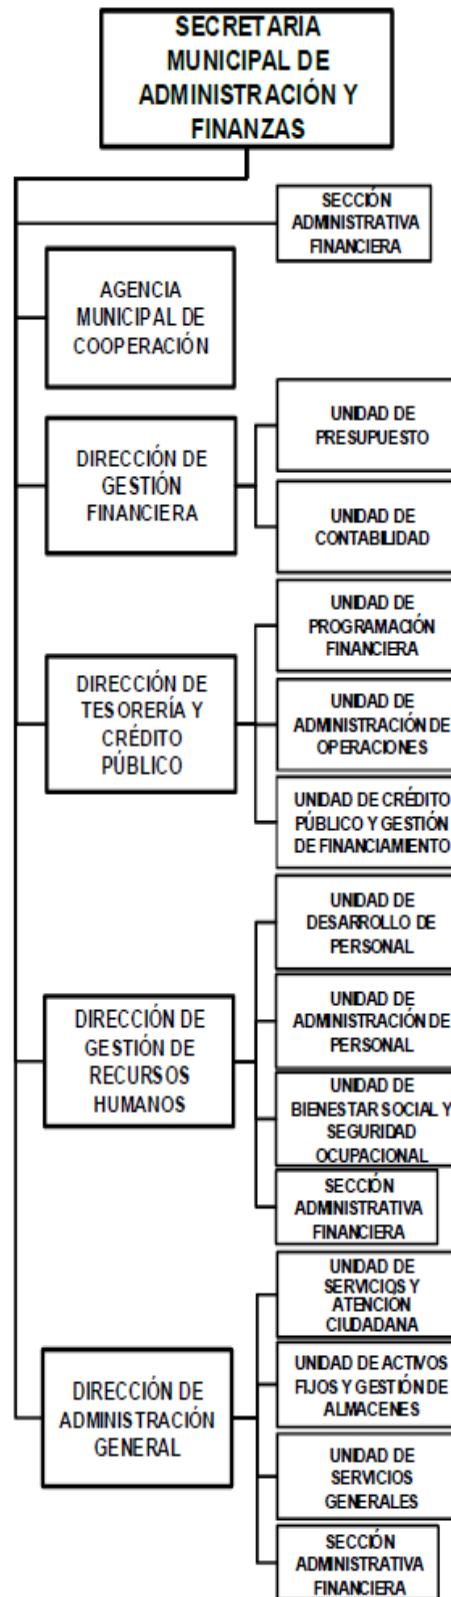 SECRETARÍA
MUNICIPAL DE
ADMINISTRACIÓN Y
FINANZAS
SECCIÓN
ADMINISTRATIVA
FINANCIERA
AGENCIA
MUNICIPAL DE
COOPERACIÓN
DIRECCIÓN DE
GESTIÓN
FINANCIERA
UNIDAD DE
PRESUPUESTO
UNIDAD DE
CONTABILIDAD
DIRECCIÓN DE
TESORERÍA Y
CRÉDITO
PÚBLICO
UNIDAD DE
PROGRAMACIÓN
FINANCIERA
UNIDAD DE
ADMINISTRACIÓN DE
OPERACIONES
UNIDAD DE CRÉDITO
PÚBLICO Y GESTIÓN
DE FINANCIAMIENTO
DIRECCIÓN DE
GESTIÓN DE
RECURSOS
HUMANOS
UNIDAD DE
DESARROLLO DE
PERSONAL
UNIDAD DE
ADMINISTRACIÓN DE
PERSONAL
UNIDAD DE
BIENESTAR SOCIAL Y
SEGURIDAD
OCUPACIONAL
SECCIÓN
ADMINISTRATIVA
FINANCIERA
DIRECCIÓN DE
ADMINISTRACIÓN
GENERAL
UNIDAD DE
SERVICIOS Y
ATENCIÓN
CIUDADANA
UNIDAD DE ACTIVOS
FIJOS Y GESTIÓN DE
ALMACENES
UNIDAD DE
SERVICIOS
GENERALES
SECCIÓN
ADMINISTRATIVA
FINANCIERA